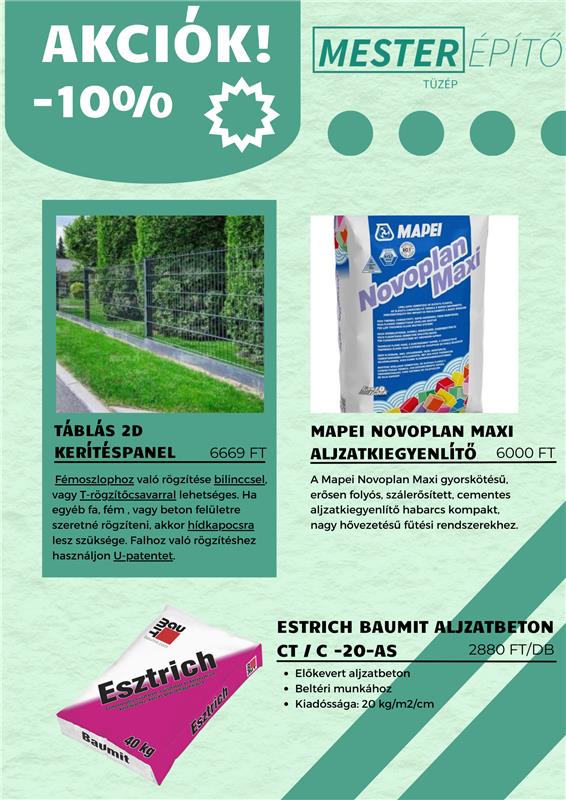 AKCIÓK!
-10%
MESTERÉPÍTŐ
TÜZÉP
MAPEI
Novoplan
Maxi
TÁBLÁS 2D
KERÍTÉSPANEL 6669 FT
Fémoszlophoz való rögzítése bilinccsel,
vagy T-rögzítőcsavarral lehetséges. Ha
egyéb fa, fém , vagy beton felületre
szeretné rögzíteni, akkor hídkapocsra
lesz szüksége. Falhoz való rögzítéshez
használjon U-patentet.
MAPEI NOVOPLAN MAXI
ALJZATKIEGYENLÍTŐ 6000 FT
A Mapei Novoplan Maxi gyorskötésű,
erősen folyós, szálerősített, cementes
aljzatkiegyenlítő habarcs kompakt,
nagy hővezetésű fűtési rendszerekhez.
Bau
mit
Esztrich
Esztrich
40 kg
Baumit
ESTRICH BAUMIT ALJZATBETON
CT / C -20-AS 2880 FT/DB
Előkevert aljzatbeton
Beltéri munkához
Kiadóssága: 20 kg/m2/cm